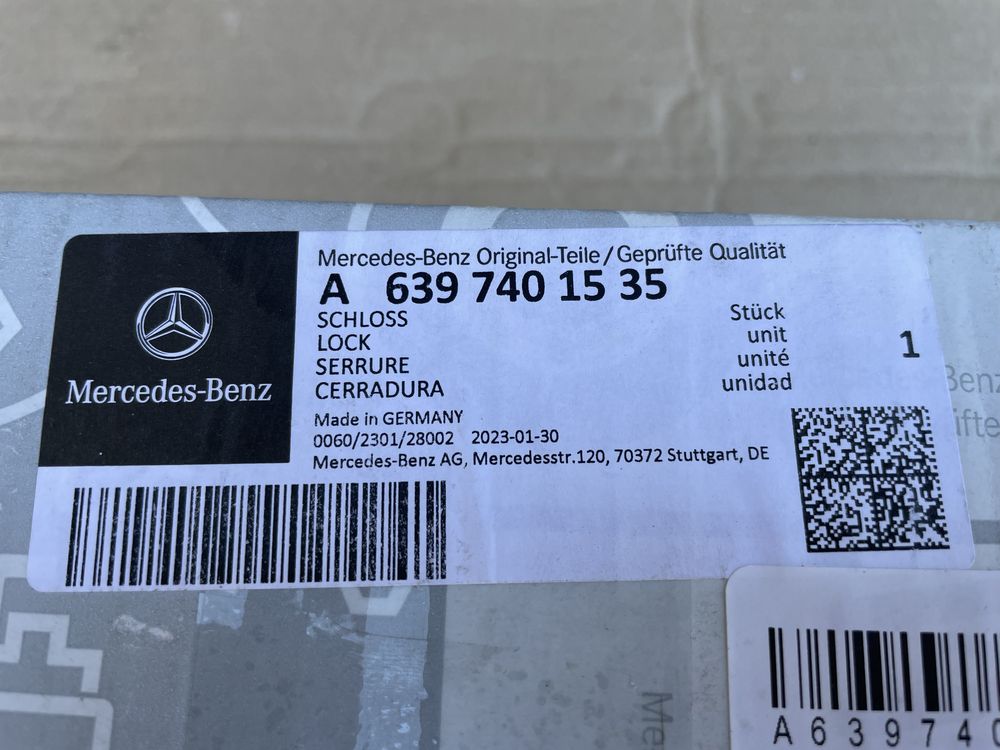 Mercedes-Benz Original-Teile/Geprüfte Qualität
A 639 740 15 35
SCHLOSS
LOCK
SERRURE
CERRADURA
Stück
unit
unité
unidad
1
Made in GERMANY
0060/2301/28002 2023-01-30
Mercedes-Benz AG, Mercedesstr.120, 70372 Stuttgart, DE
Mercedes-Benz
Benz
A639740